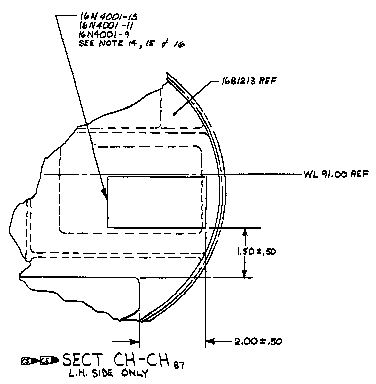 16N4001-15
16N4001-11
16N4001-9
SEE NOTE 14, 15 & 16
16B1213 REF
WL 91.00 REF
1.50 ± .50
2.00 ± .50
SECT CH-CH 87
L.H. SIDE ONLY